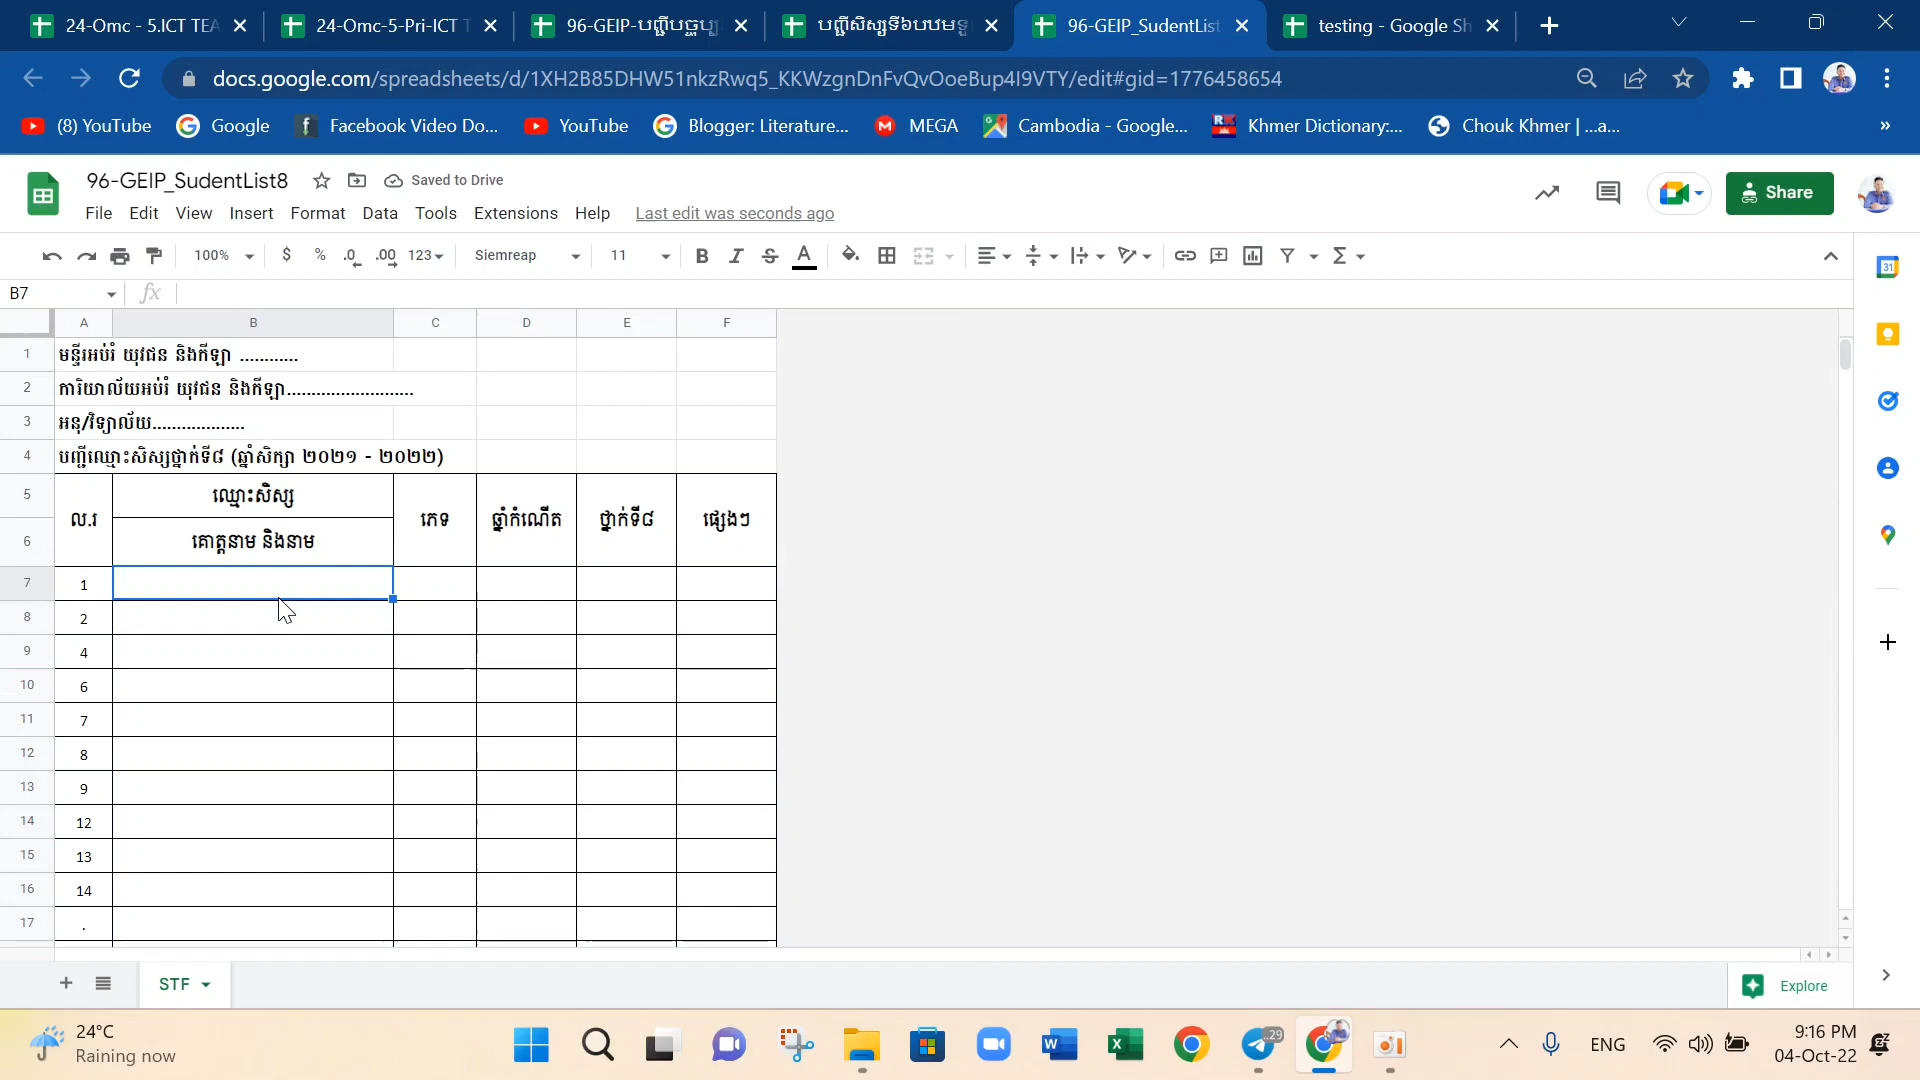 24-Omc - 5.ICT TEA
24-Omc-5-Pri-ICT T
96-GEIP-បញ្ជីបច្ចុប្ប
បញ្ជីសិស្សទី៦បឋមទួ
96-GEIP_SudentList
testing - Google Sh
docs.google.com/spreadsheets/d/1XH2B85DHW51nkzRwq5_KKWzgnDnFvQvOoeBup4I9VTY/edit#gid=1776458654
(8) YouTube
Google
Facebook Video Do...
YouTube
Blogger: Literature...
MEGA
Cambodia - Google...
Khmer Dictionary:...
Chouk Khmer | ...a...
»
96-GEIP_SudentList8
Saved to Drive
Share
File Edit View Insert Format Data Tools Extensions Help
Last edit was seconds ago
100% $ % .0 .00 123 Siemreap 11 B I S A
B7 fx
A B C D E F
1 មន្ទីរអប់រំ យុវជន និងកីឡា ............
2 ការិយាល័យអប់រំ យុវជន និងកីឡា..........................
3 អនុ/វិទ្យាល័យ...................
4 បញ្ជីឈ្មោះសិស្សថ្នាក់ទី៨ (ឆ្នាំសិក្សា ២០២១ - ២០២២)
5 ល.រ ឈ្មោះសិស្ស ភេទ ឆ្នាំកំណើត ថ្នាក់ទី៨ ផ្សេងៗ
6 គោត្តនាម និងនាម
7 1
8 2
9 4
10 6
11 7
12 8
13 9
14 12
15 13
16 14
17 .
STF
Explore
24°C
Raining now
29
ENG
9:16 PM
04-Oct-22